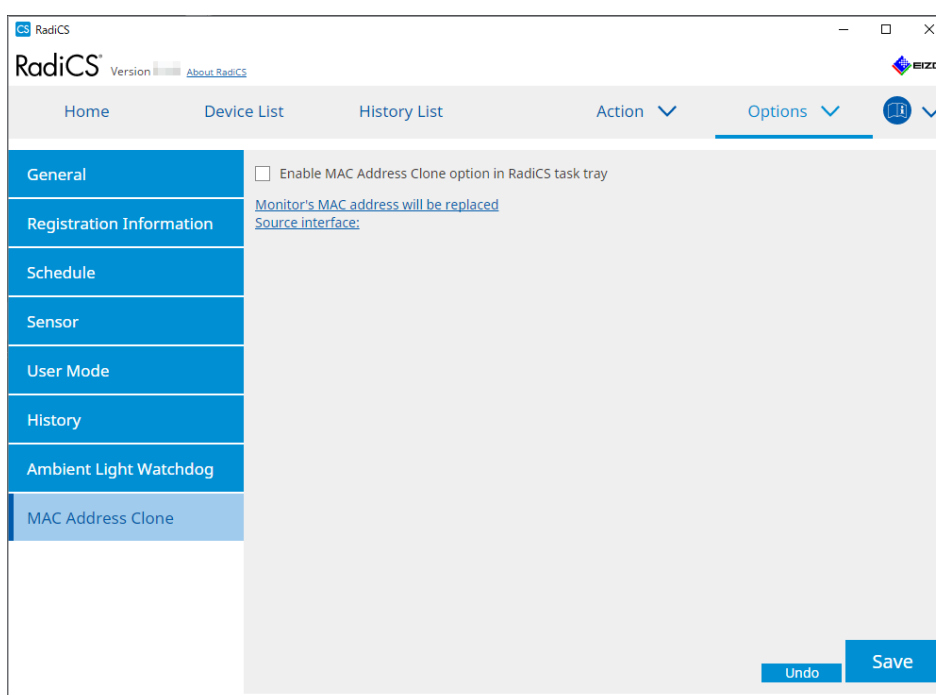 CS RadiCS
RadiCS Version About RadiCS
EIZO
Home Device List History List Action Options
General
Registration Information
Schedule
Sensor
User Mode
History
Ambient Light Watchdog
MAC Address Clone
Enable MAC Address Clone option in RadiCS task tray
Monitor's MAC address will be replaced
Source interface:
Undo Save